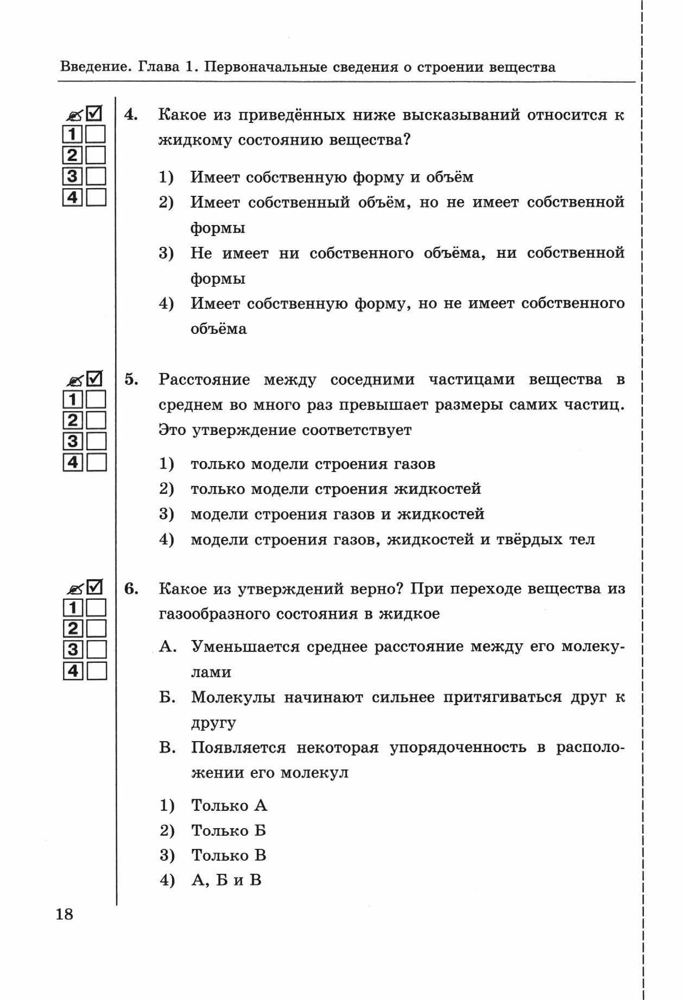 Введение. Глава 1. Первоначальные сведения о строении вещества
4. Какое из приведённых ниже высказываний относится к
жидкому состоянию вещества?
1
2
3
4
1) Имеет собственную форму и объём
2) Имеет собственный объём, но не имеет собственной
формы
3) Не имеет ни собственного объёма, ни собственной
формы
4) Имеет собственную форму, но не имеет собственного
объёма
5. Расстояние между соседними частицами вещества в
среднем во много раз превышает размеры самих частиц.
Это утверждение соответствует
1
2
3
4
1) только модели строения газов
2) только модели строения жидкостей
3) модели строения газов и жидкостей
4) модели строения газов, жидкостей и твёрдых тел
6. Какое из утверждений верно? При переходе вещества из
газообразного состояния в жидкое
1
2
3
4
А. Уменьшается среднее расстояние между его молеку-
лами
Б. Молекулы начинают сильнее притягиваться друг к
другу
В. Появляется некоторая упорядоченность в располо-
жении его молекул
1) Только А
2) Только Б
3) Только В
4) А, Б и В
18